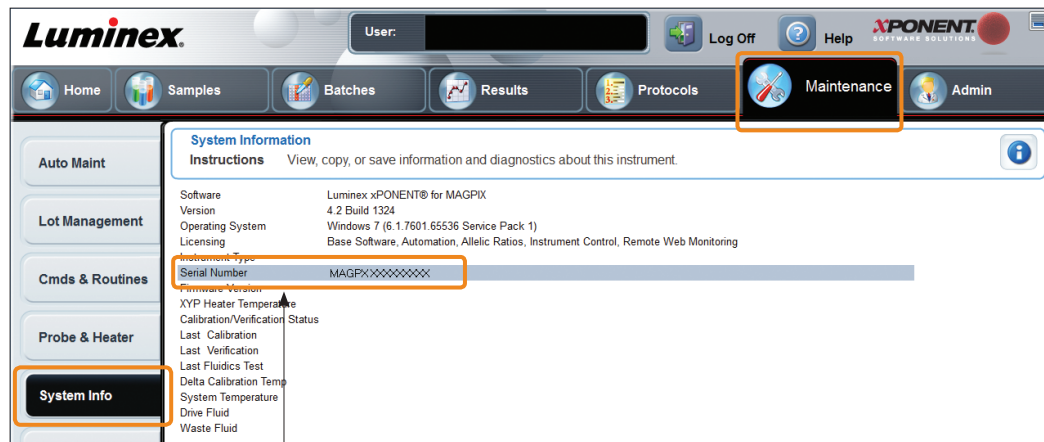 Luminex.
User:
Log Off
Help
XPONENT.
SOFTWARE SOLUTIONS
Home
Samples
Batches
Results
Protocols
Maintenance
Admin
Auto Maint
Lot Management
Cmds & Routines
Probe & Heater
System Info
System Information
Instructions View, copy, or save information and diagnostics about this instrument.
Software Luminex xPONENT® for MAGPIX
Version 4.2 Build 1324
Operating System Windows 7 (6.1.7601.65536 Service Pack 1)
Licensing Base Software, Automation, Allelic Ratios, Instrument Control, Remote Web Monitoring
Instrument Type
Serial Number MAGPXXXXXXXXXX
Firmware Version
XYP Heater Temperature
Calibration/Verification Status
Last Calibration
Last Verification
Last Fluidics Test
Delta Calibration Temp
System Temperature
Drive Fluid
Waste Fluid